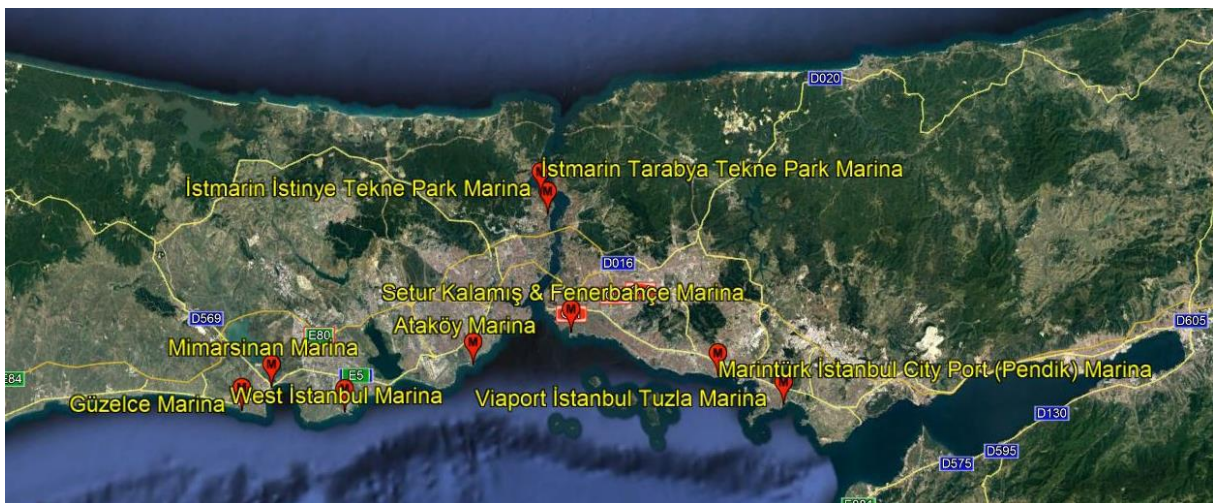 D020
İstmarin Tarabya Tekne Park Marina
İstmarin İstinye Tekne Park Marina
D016
Setur Kalamış & Fenerbahçe Marina
D569
Ataköy Marina
D605
E80
Mimarsinan Marina
Marintürk İstanbul City Port (Pendik) Marina
E84
E5
West İstanbul Marina
Güzelce Marina
Viaport İstanbul Tuzla Marina
D130
D595
D575